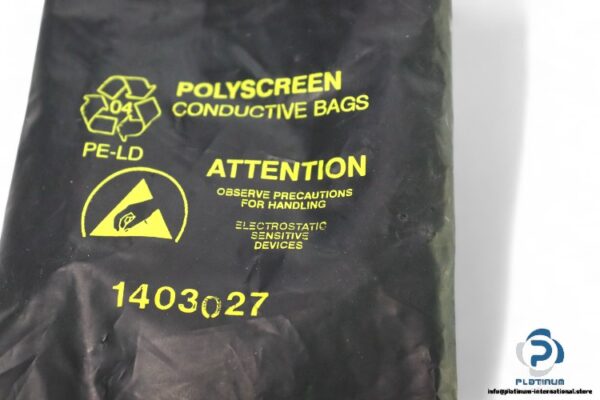 04
PE-LD
POLYSCREEN
CONDUCTIVE BAGS
ATTENTION
OBSERVE PRECAUTIONS
FOR HANDLING
ELECTROSTATIC
SENSITIVE
DEVICES
1403027
PLATINUM
info@platinum-international.store